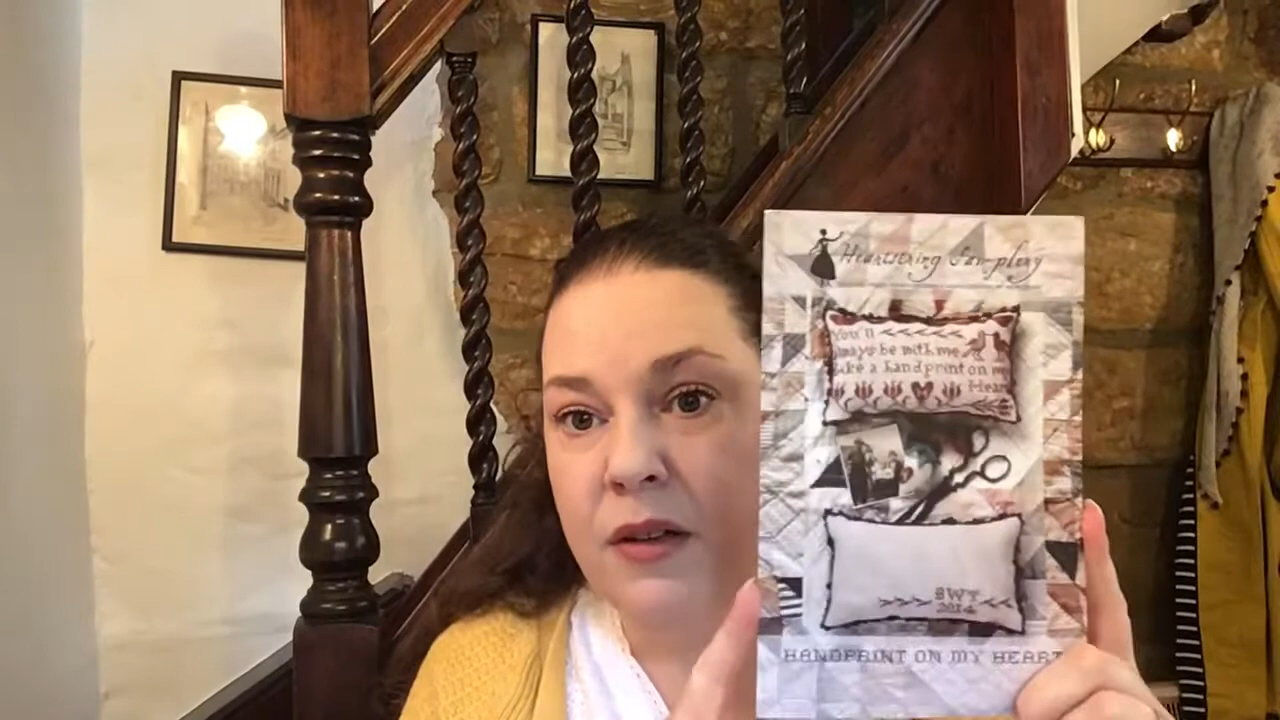 Heartstring Samplery
You'll
always be with me
Like a handprint on my
Heart
SWT
2014
HANDPRINT ON MY HEART